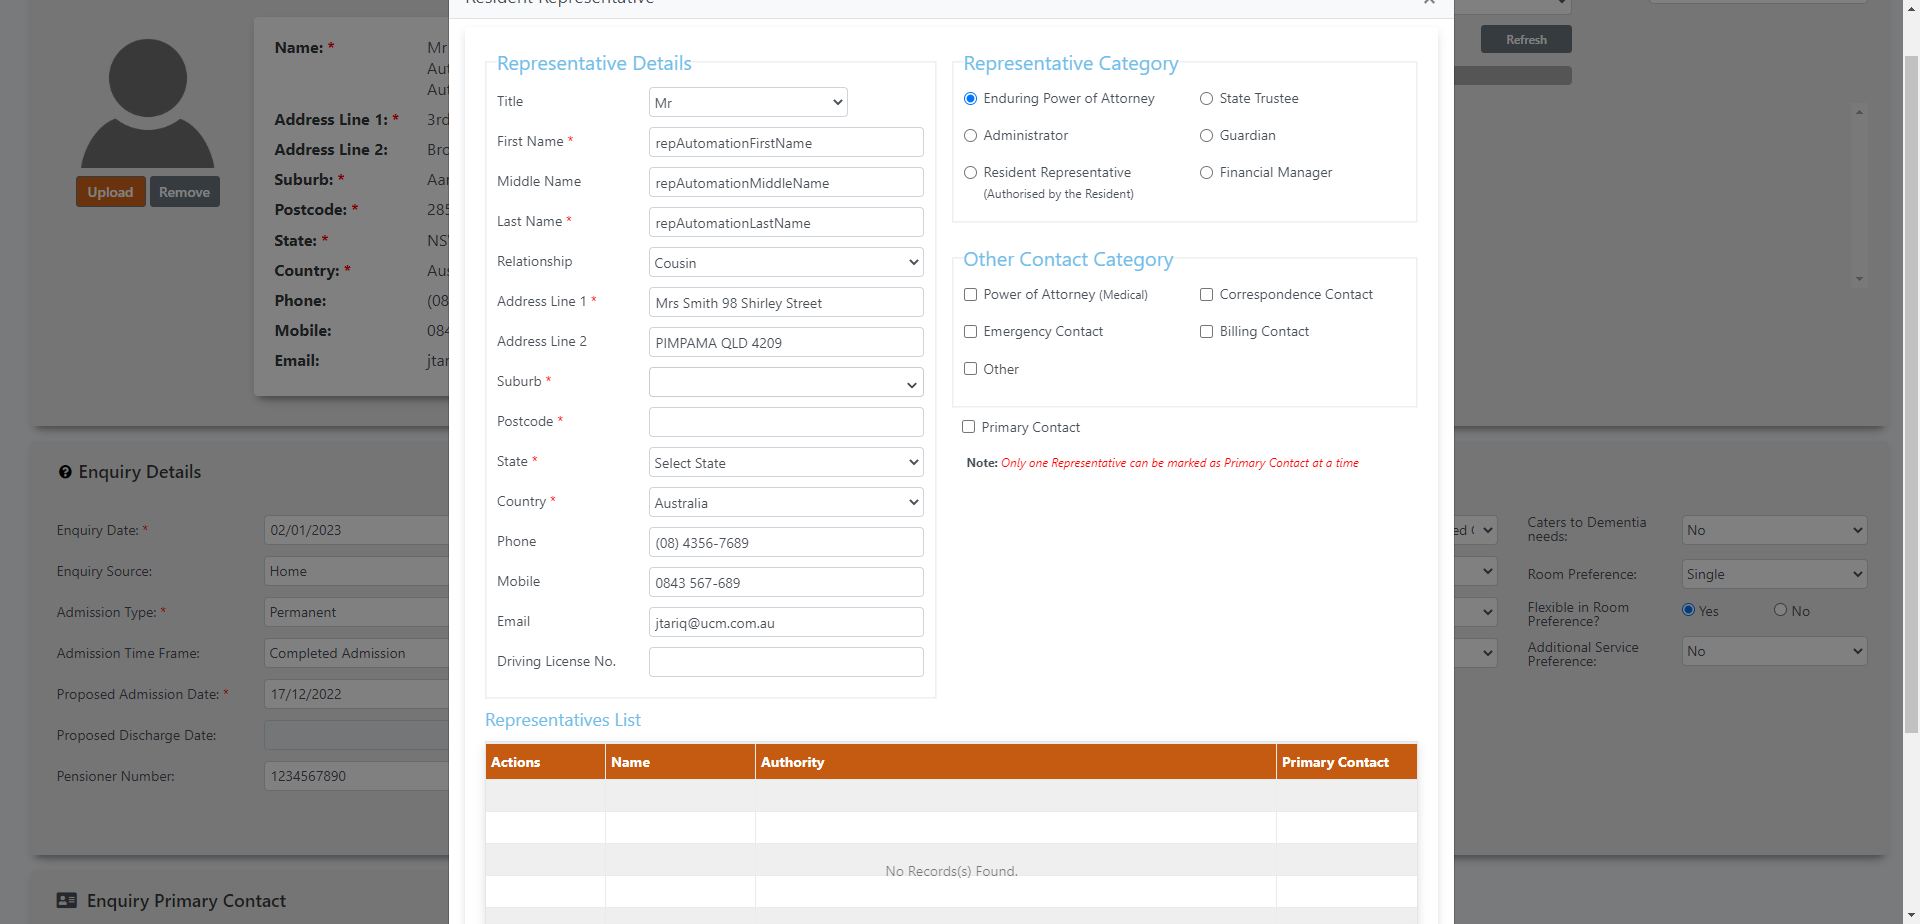 Resident Representative
Refresh
Name: *
Mr
Aut
Aut
Address Line 1: *
3rd
Address Line 2:
Bro
Suburb: *
Aar
Postcode: *
285
State: *
NS
Country: *
Aus
Phone:
(08
Mobile:
084
Email:
jtar
Upload
Remove
Representative Details
Title
Mr
First Name *
repAutomationFirstName
Middle Name
repAutomationMiddleName
Last Name *
repAutomationLastName
Relationship
Cousin
Address Line 1 *
Mrs Smith 98 Shirley Street
Address Line 2
PIMPAMA QLD 4209
Suburb *
Postcode *
State *
Select State
Country *
Australia
Phone
(08) 4356-7689
Mobile
0843 567-689
Email
jtariq@ucm.com.au
Driving License No.
Representative Category
Enduring Power of Attorney
State Trustee
Administrator
Guardian
Resident Representative
(Authorised by the Resident)
Financial Manager
Other Contact Category
Power of Attorney (Medical)
Correspondence Contact
Emergency Contact
Billing Contact
Other
Primary Contact
Note: Only one Representative can be marked as Primary Contact at a time
Representatives List
Actions
Name
Authority
Primary Contact
No Records(s) Found.
Enquiry Details
Enquiry Date: *
02/01/2023
Enquiry Source:
Home
Admission Type: *
Permanent
Admission Time Frame:
Completed Admission
Proposed Admission Date: *
17/12/2022
Proposed Discharge Date:
Pensioner Number:
1234567890
Caters to Dementia
needs:
No
Room Preference:
Single
Flexible in Room
Preference?
Yes
No
Additional Service
Preference:
No
Enquiry Primary Contact